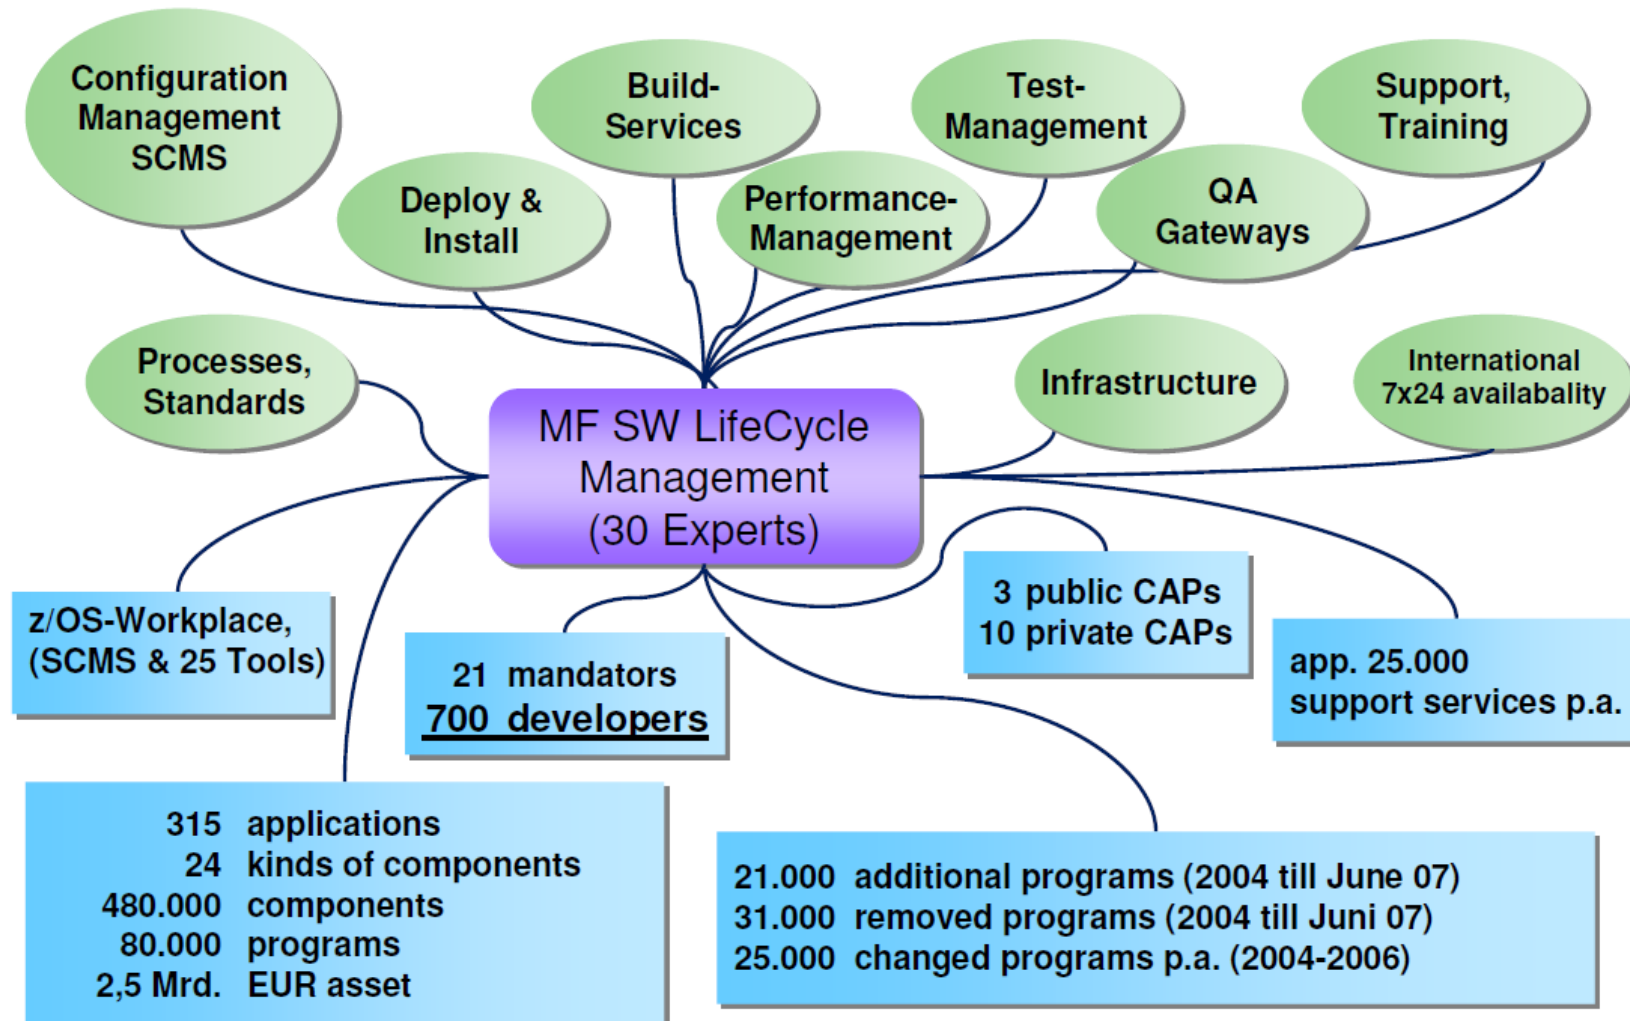 Configuration
Management
SCMS
Build-
Services
Test-
Management
Support,
Training
Deploy &
Install
Performance-
Management
QA
Gateways
Processes,
Standards
Infrastructure
International
7x24 availabality
MF SW LifeCycle
Management
(30 Experts)
z/OS-Workplace,
(SCMS & 25 Tools)
21 mandators
700 developers
3 public CAPs
10 private CAPs
app. 25.000
support services p.a.
315 applications
24 kinds of components
480.000 components
80.000 programs
2,5 Mrd. EUR asset
21.000 additional programs (2004 till June 07)
31.000 removed programs (2004 till Juni 07)
25.000 changed programs p.a. (2004-2006)